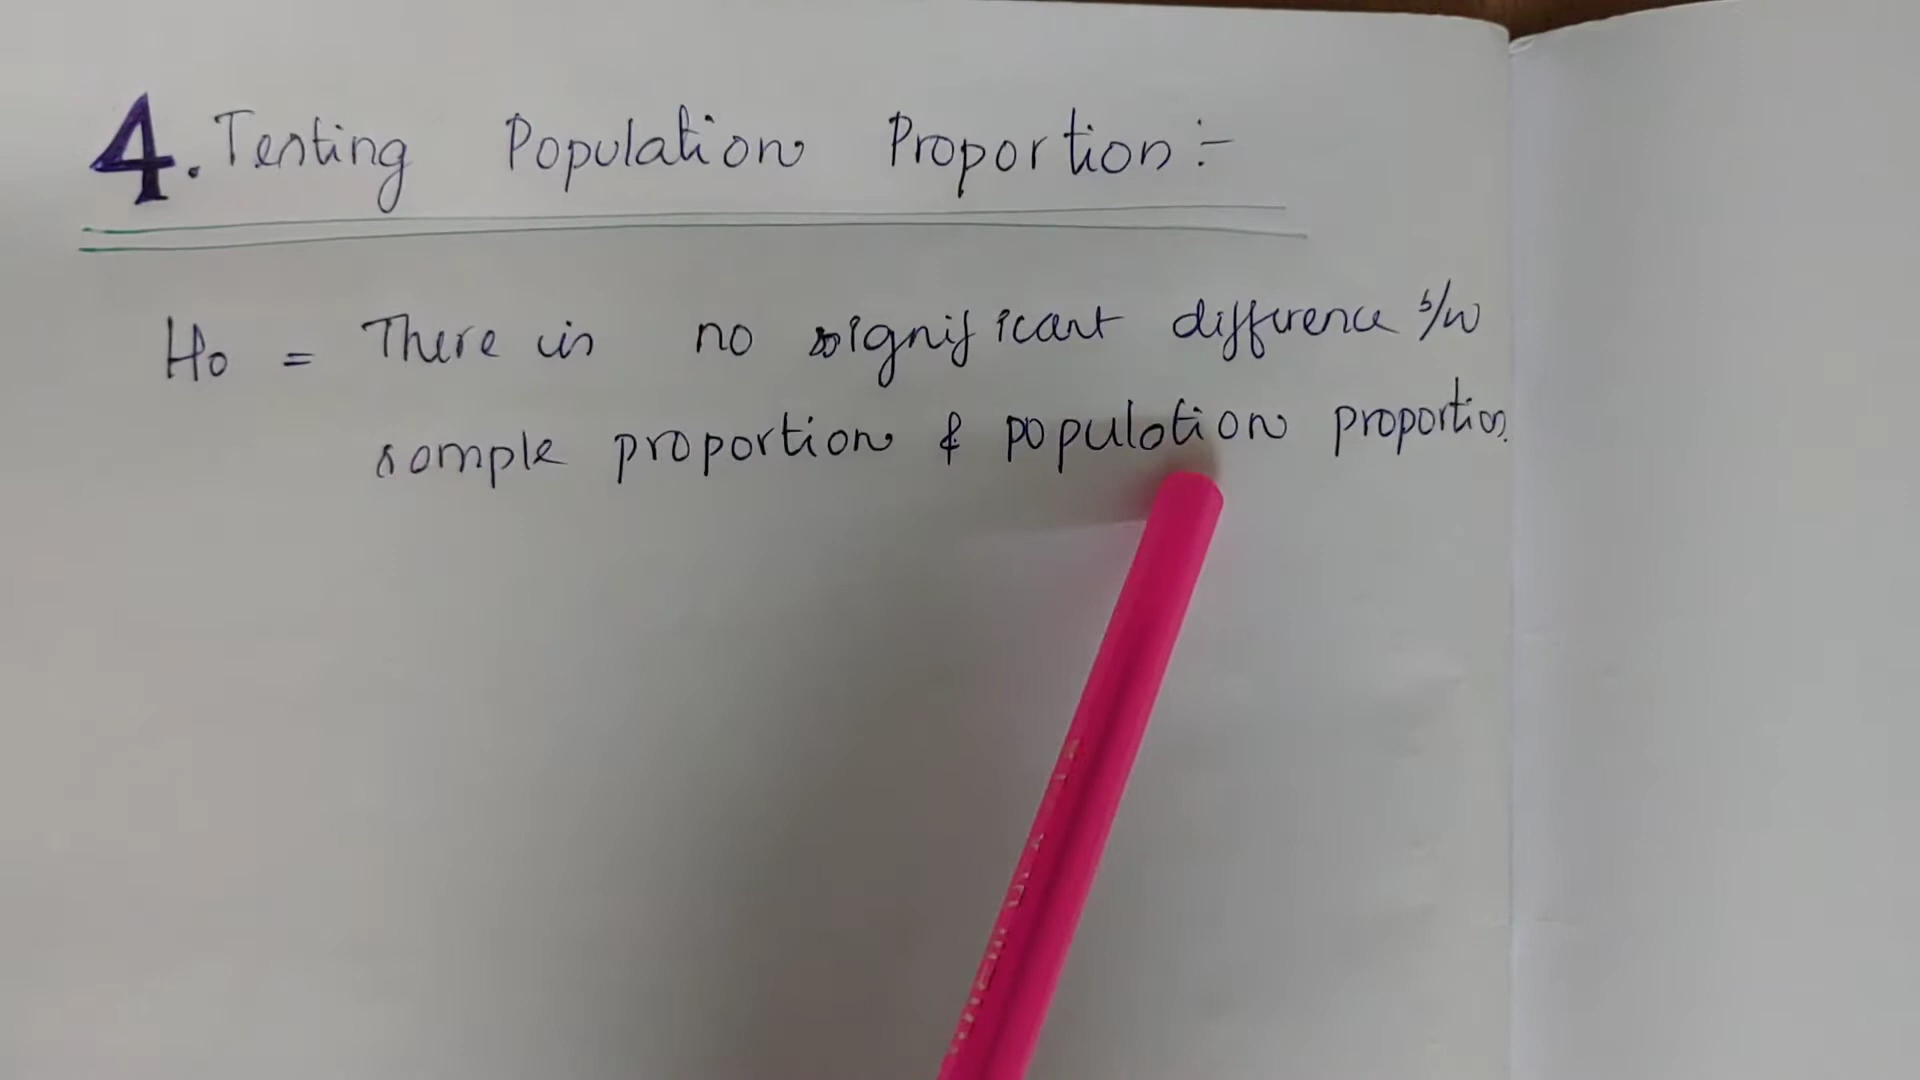 4. Testing Population Proportion :-
Ho = There is no significant difference b/w
sample proportion & population proportion.